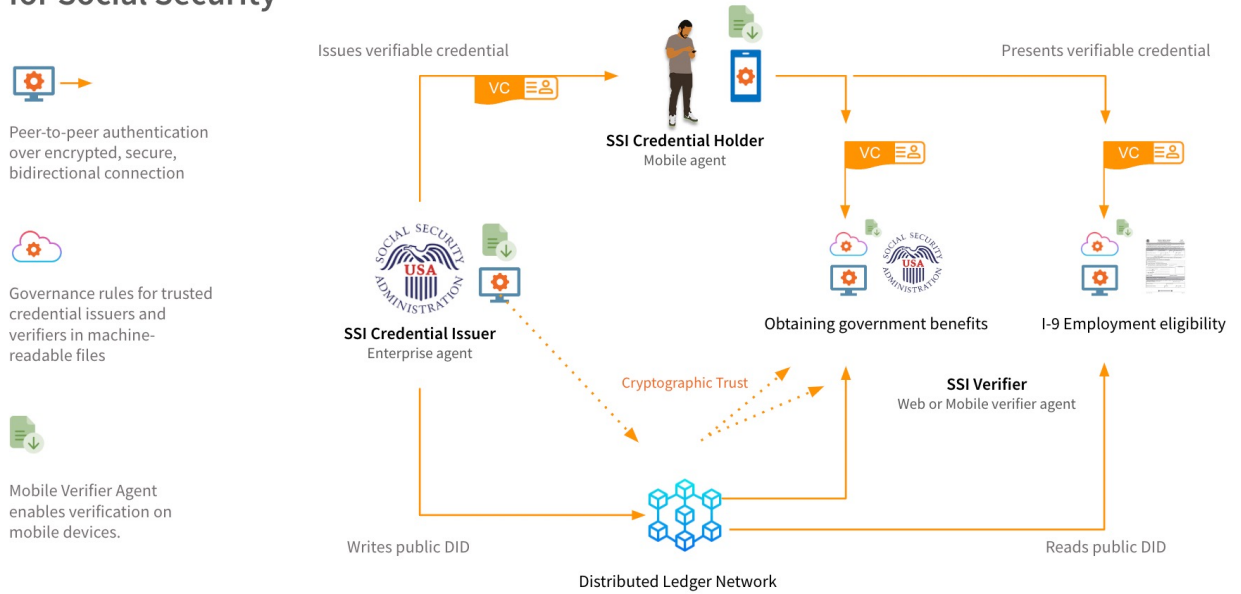 for Social Security
Issues verifiable credential
Presents verifiable credential
VC
SSI Credential Holder
Mobile agent
VC
VC
Peer-to-peer authentication
over encrypted, secure,
bidirectional connection
SOCIAL SECURITY
USA
ADMINISTRATION
SOCIAL SECURITY
USA
ADMINISTRATION
Governance rules for trusted
credential issuers and
verifiers in machine-
readable files
SSI Credential Issuer
Enterprise agent
Obtaining government benefits
I-9 Employment eligibility
Cryptographic Trust
SSI Verifier
Web or Mobile verifier agent
Mobile Verifier Agent
enables verification on
mobile devices.
Writes public DID
Reads public DID
Distributed Ledger Network